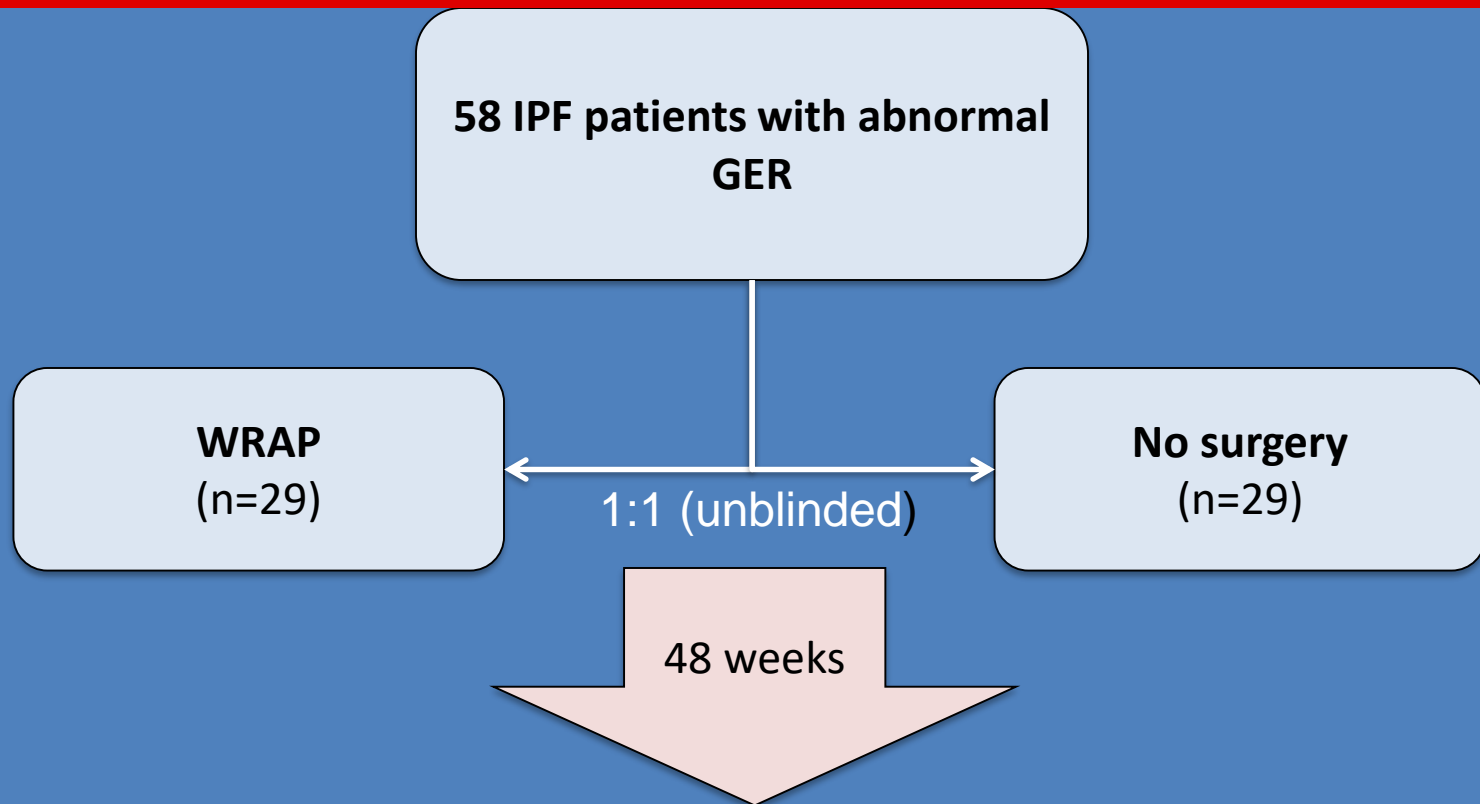 58 IPF patients with abnormal
GER
WRAP
(n=29)
No surgery
(n=29)
1:1 (unblinded)
48 weeks